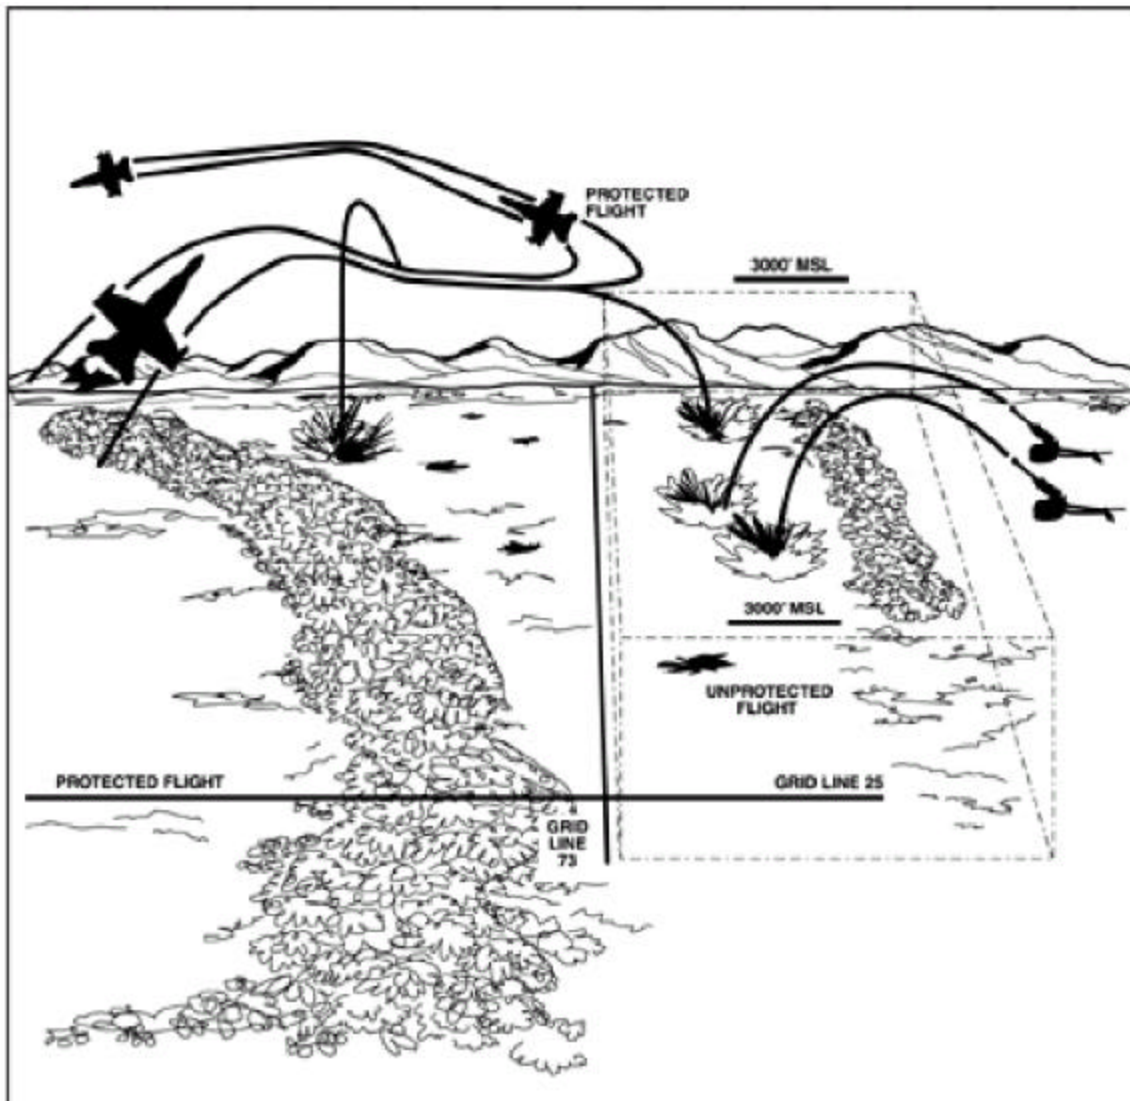 PROTECTED
FLIGHT
3000' MSL
3000' MSL
UNPROTECTED
FLIGHT
PROTECTED FLIGHT
GRID LINE 25
GRID
LINE
73